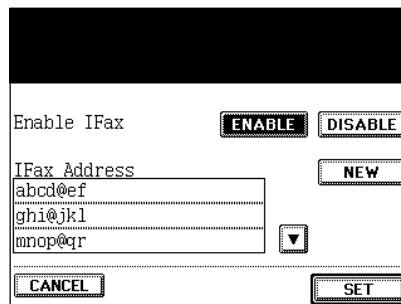 Enable IFax ENABLE DISABLE
IFax Address NEW
abcd@ef
ghi@jkl
mnop@qr
CANCEL SET